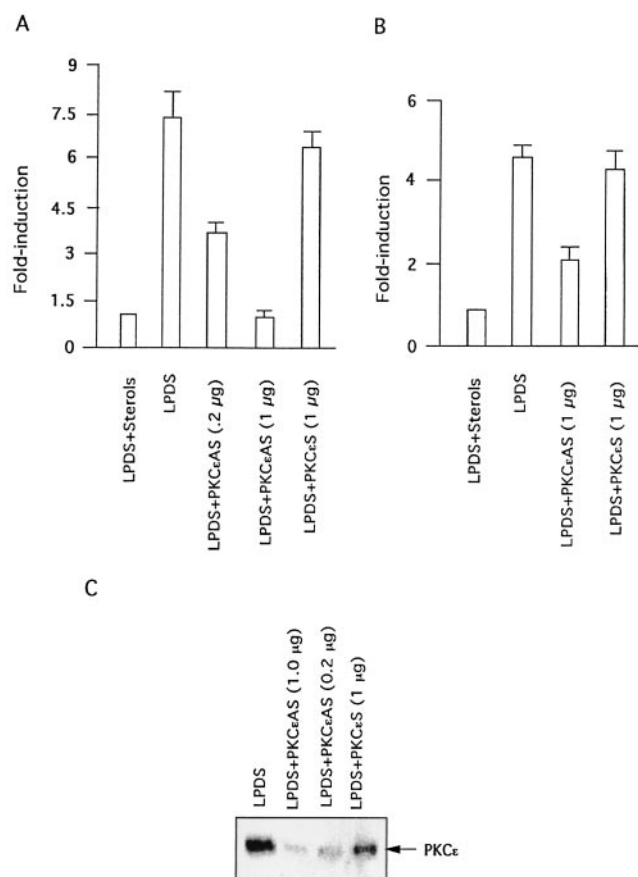 A
Fold-induction
9
7.5
6
4.5
3
1.5
0
LPDS+Sterols
LPDS
LPDS+PKCεAS (.2 µg)
LPDS+PKCεAS (1 µg)
LPDS+PKCεS (1 µg)
B
Fold-induction
6
4
2
0
LPDS+Sterols
LPDS
LPDS+PKCεAS (1 µg)
LPDS+PKCεS (1 µg)
C
LPDS
LPDS+PKCεAS (1.0 µg)
LPDS+PKCεAS (0.2 µg)
LPDS+PKCεS (1 µg)
PKCε